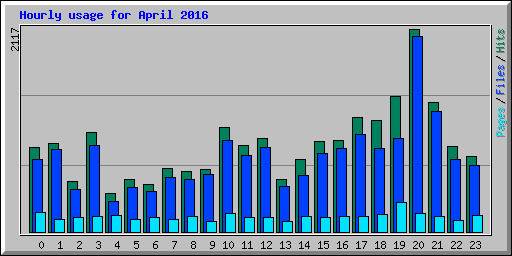 Hourly usage for April 2016
2117
Pages / Files / Hits
0 1 2 3 4 5 6 7 8 9 10 11 12 13 14 15 16 17 18 19 20 21 22 23